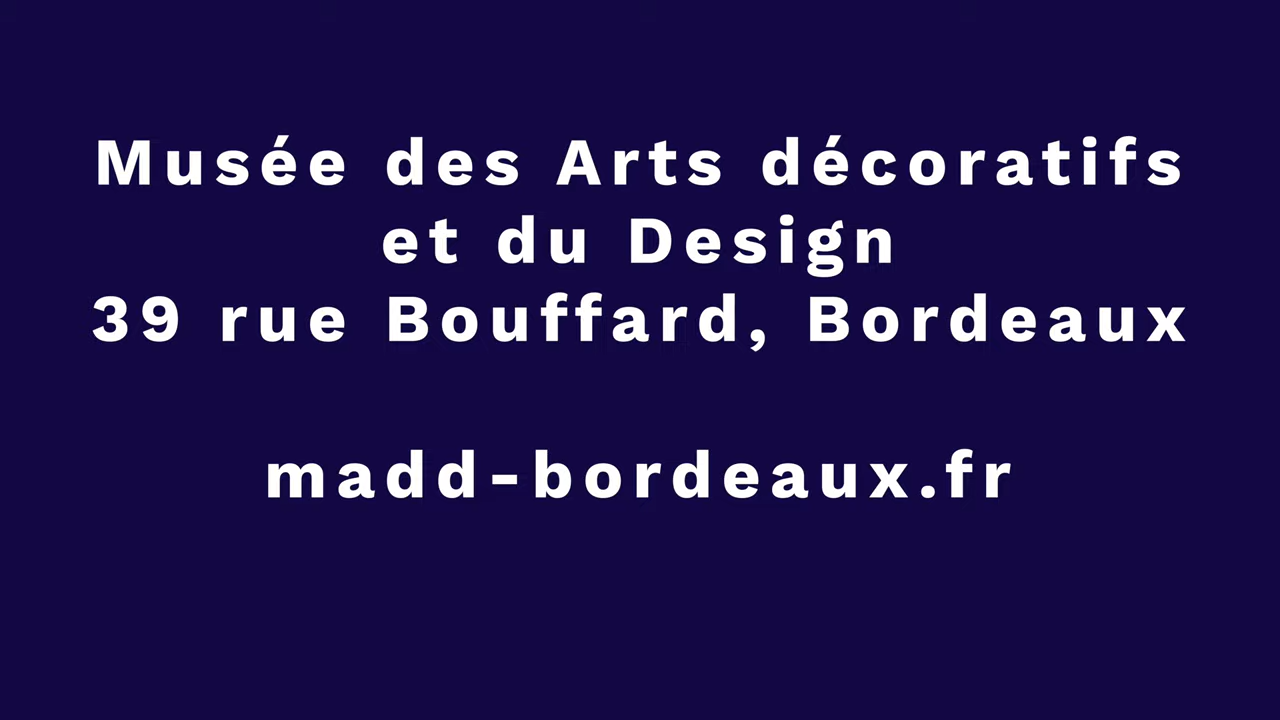 Musée des Arts décoratifs
et du Design
39 rue Bouffard, Bordeaux
madd-bordeaux.fr